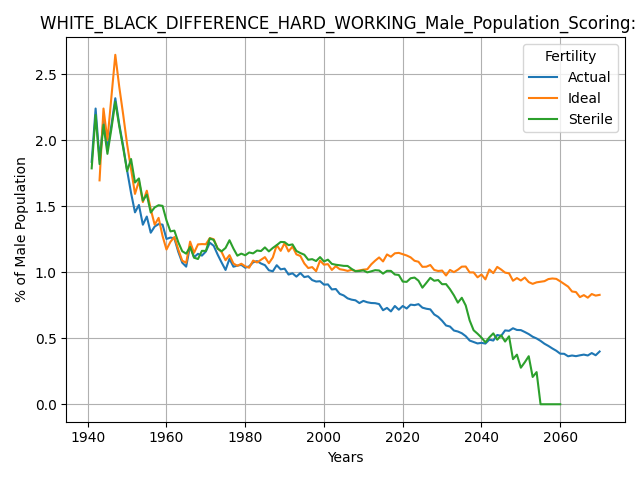 WHITE_BLACK_DIFFERENCE_HARD_WORKING_Male_Population_Scoring:
% of Male Population
2.5
2.0
1.5
1.0
0.5
0.0
Fertility
Actual
Ideal
Sterile
1940 1960 1980 2000 2020 2040 2060
Years